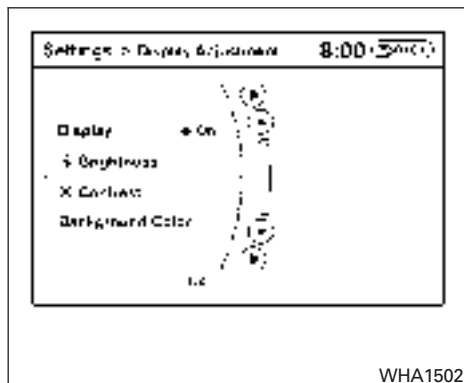 Settings > Display Adjustment 8:00
Display On
Brightness
Contrast
Background Color
WHA1502